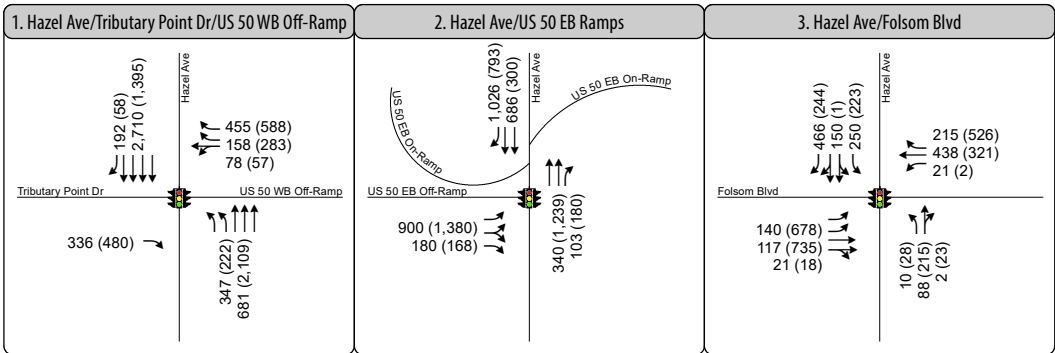 1. Hazel Ave/Tributary Point Dr/US 50 WB Off-Ramp
192 (58)
2,710 (1,395)
Hazel Ave
455 (588)
158 (283)
78 (57)
Tributary Point Dr
US 50 WB Off-Ramp
336 (480)
347 (222)
681 (2,109)
2. Hazel Ave/US 50 EB Ramps
1,026 (793)
686 (300)
Hazel Ave
US 50 EB On-Ramp
US 50 EB On-Ramp
US 50 EB Off-Ramp
900 (1,380)
180 (168)
340 (1,239)
103 (180)
3. Hazel Ave/Folsom Blvd
466 (244)
150 (1)
250 (223)
Hazel Ave
215 (526)
438 (321)
21 (2)
Folsom Blvd
140 (678)
117 (735)
21 (18)
10 (28)
88 (215)
2 (23)